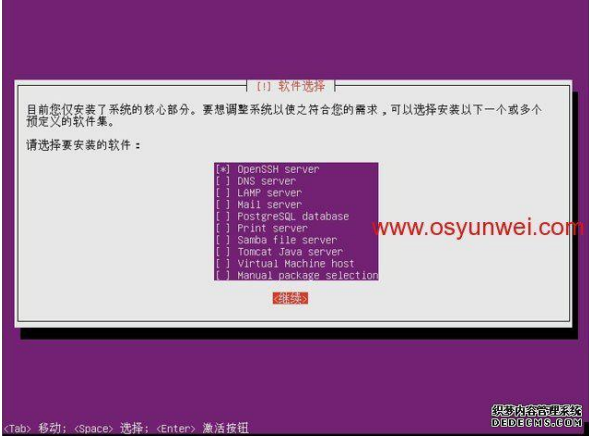 [!] 软件选择
目前您仅安装了系统的核心部分。要想调整系统以使之符合您的需求，可以选择安装以下一个或多个
预定义的软件集。
请选择要安装的软件：
[*] OpenSSH server
[ ] DNS server
[ ] LAMP server
[ ] Mail server
[ ] PostgreSQL database
[ ] Print server
[ ] Samba file server
[ ] Tomcat Java server
[ ] Virtual Machine host
[ ] Manual package selection
www.osyunwei.com
<继续>
织梦内容管理系统
DEDECMS.COM
<Tab> 移动; <Space> 选择; <Enter> 激活按钮